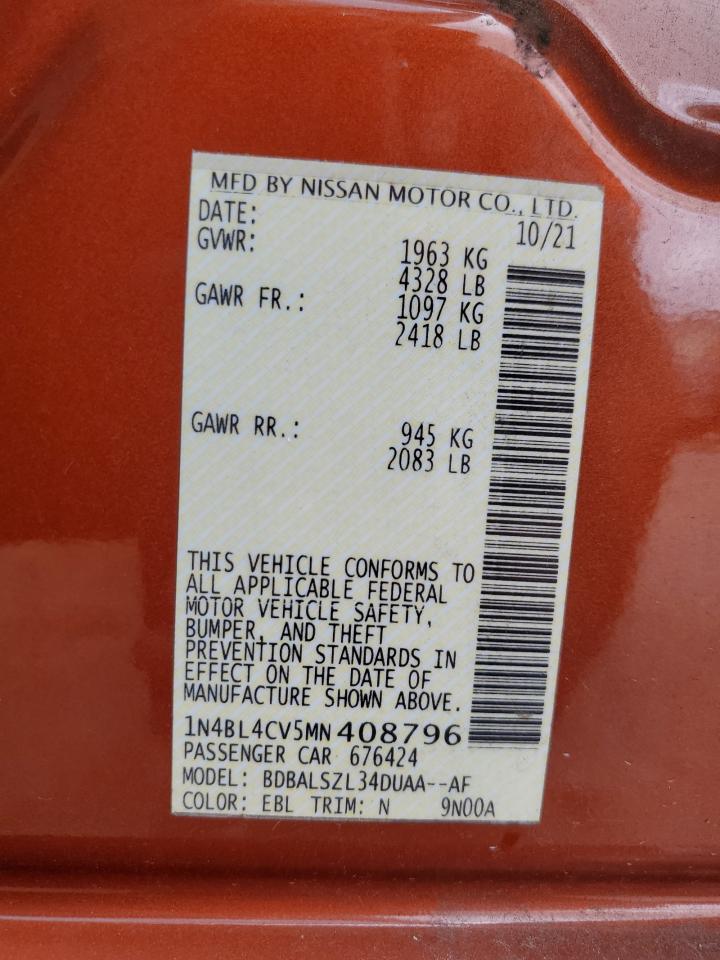 MFD BY NISSAN MOTOR CO., LTD.
DATE: 10/21
GVWR: 1963 KG
4328 LB
GAWR FR.: 1097 KG
2418 LB
GAWR RR.: 945 KG
2083 LB
THIS VEHICLE CONFORMS TO
ALL APPLICABLE FEDERAL
MOTOR VEHICLE SAFETY,
BUMPER, AND THEFT
PREVENTION STANDARDS IN
EFFECT ON THE DATE OF
MANUFACTURE SHOWN ABOVE.
1N4BL4CV5MN408796
PASSENGER CAR 676424
MODEL: BDBALSZL34DUAA--AF
COLOR: EBL TRIM: N 9N00A